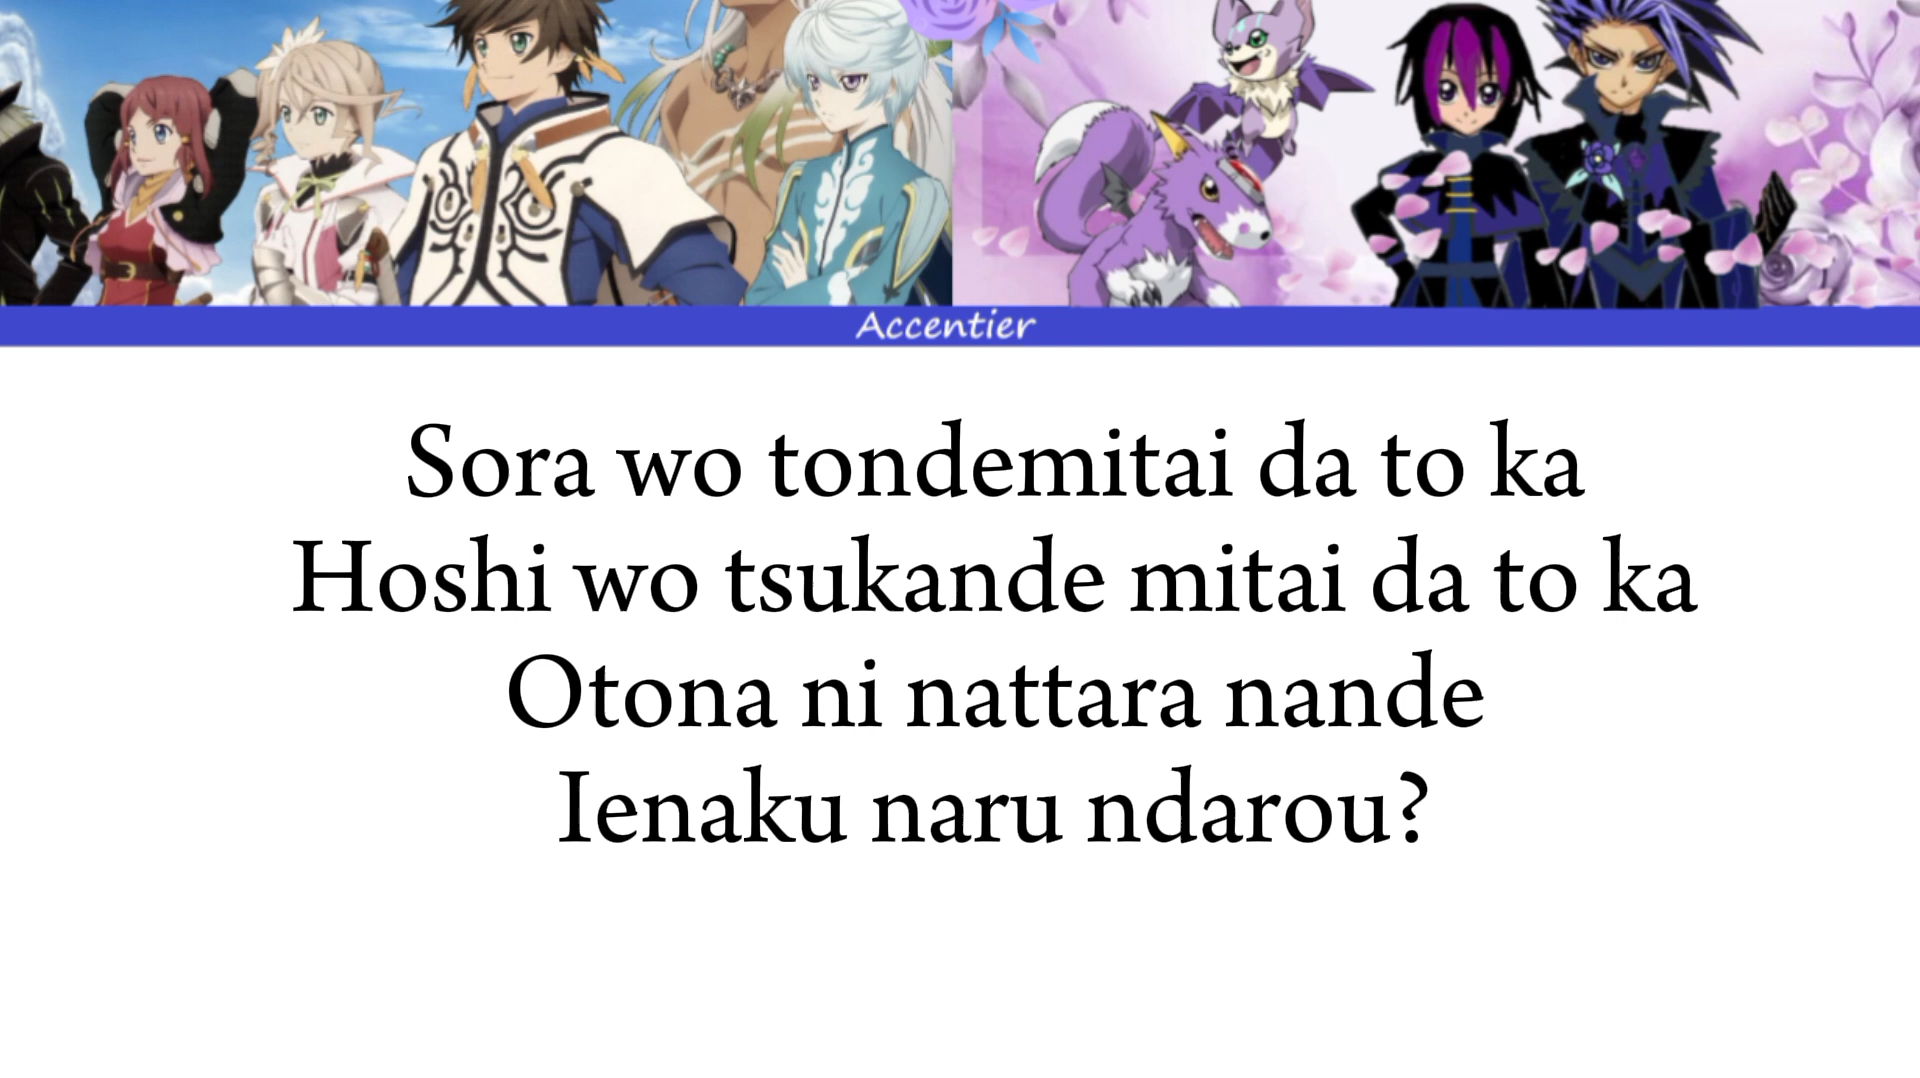 Accentier
Sora wo tondemitai da to ka
Hoshi wo tsukande mitai da to ka
Otona ni nattara nande
Ienaku naru ndarou?